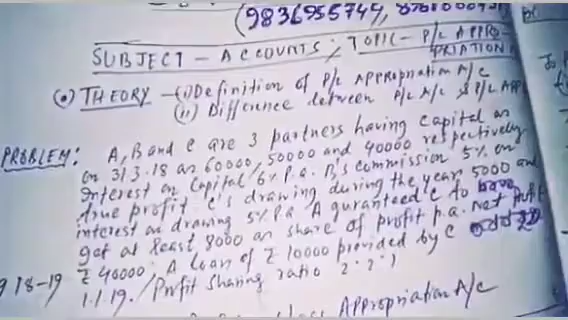 (9836955744,
SUBJECT - ACCOUNTS; TOPIC - P/L APPRO-
PRIATION
(•) THEORY - (i) Definition of P/L Appropriation A/c
(ii) Difference between P/L A/c & P/L APP
PROBLEM: A, B and C are 3 partners having capital as
on 31.3.18 as 60000, 50000 and 40000 respectively
Interest on Capital 6% P.a. B's commission 5% on
true profit C's drawing during the year 5000 and
interest on drawing 5% P.a A guranteed C to have
get at least 8000 as share of profit p.a. net profit
₹ 46000. A loan of ₹ 10000 provided by C
1.1.19. / Profit Sharing ratio 2:2:1
18-19
Appropriation A/c